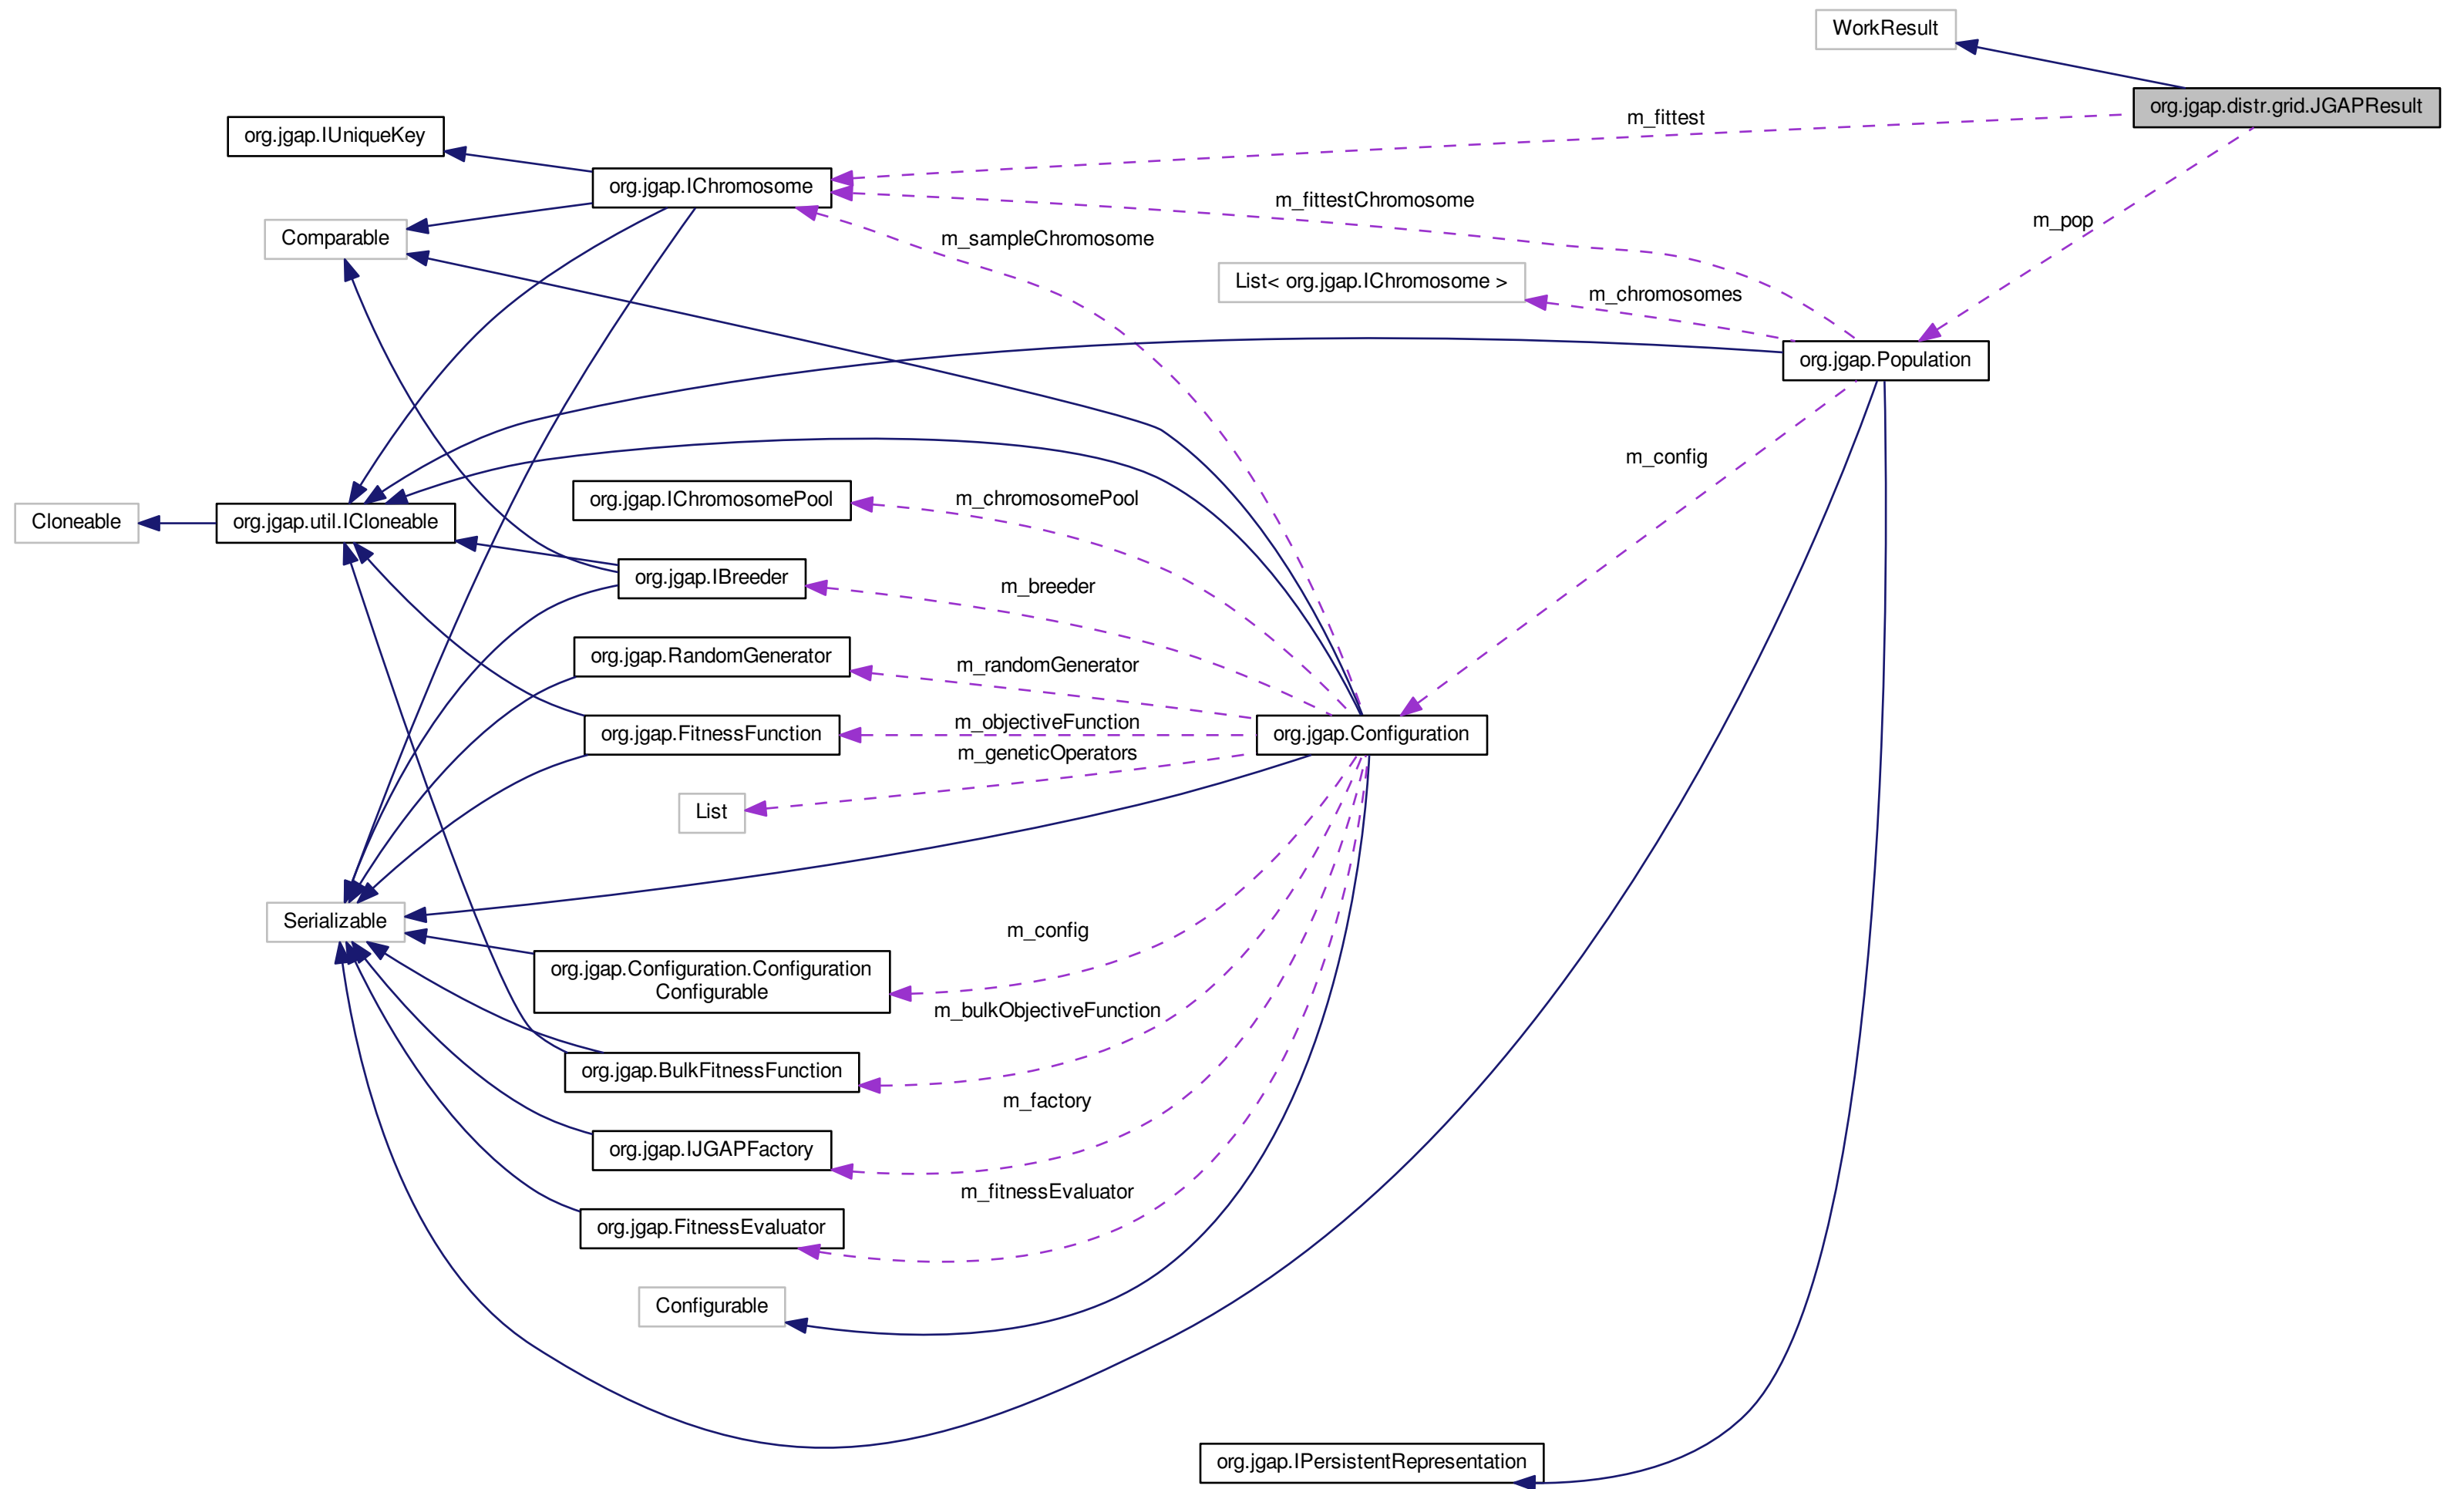 WorkResult
org.jgap.distr.grid.JGAPResult
m_fittest
org.jgap.IUniqueKey
org.jgap.IChromosome
m_fittestChromosome
m_pop
Comparable
m_sampleChromosome
List< org.jgap.IChromosome >
m_chromosomes
org.jgap.Population
m_config
org.jgap.IChromosomePool
m_chromosomePool
Cloneable
org.jgap.util.ICloneable
org.jgap.IBreeder
m_breeder
org.jgap.RandomGenerator
m_randomGenerator
m_objectiveFunction
org.jgap.FitnessFunction
org.jgap.Configuration
m_geneticOperators
List
Serializable
m_config
org.jgap.Configuration.Configuration
Configurable
m_bulkObjectiveFunction
org.jgap.BulkFitnessFunction
m_factory
org.jgap.IJGAPFactory
m_fitnessEvaluator
org.jgap.FitnessEvaluator
Configurable
org.jgap.IPersistentRepresentation